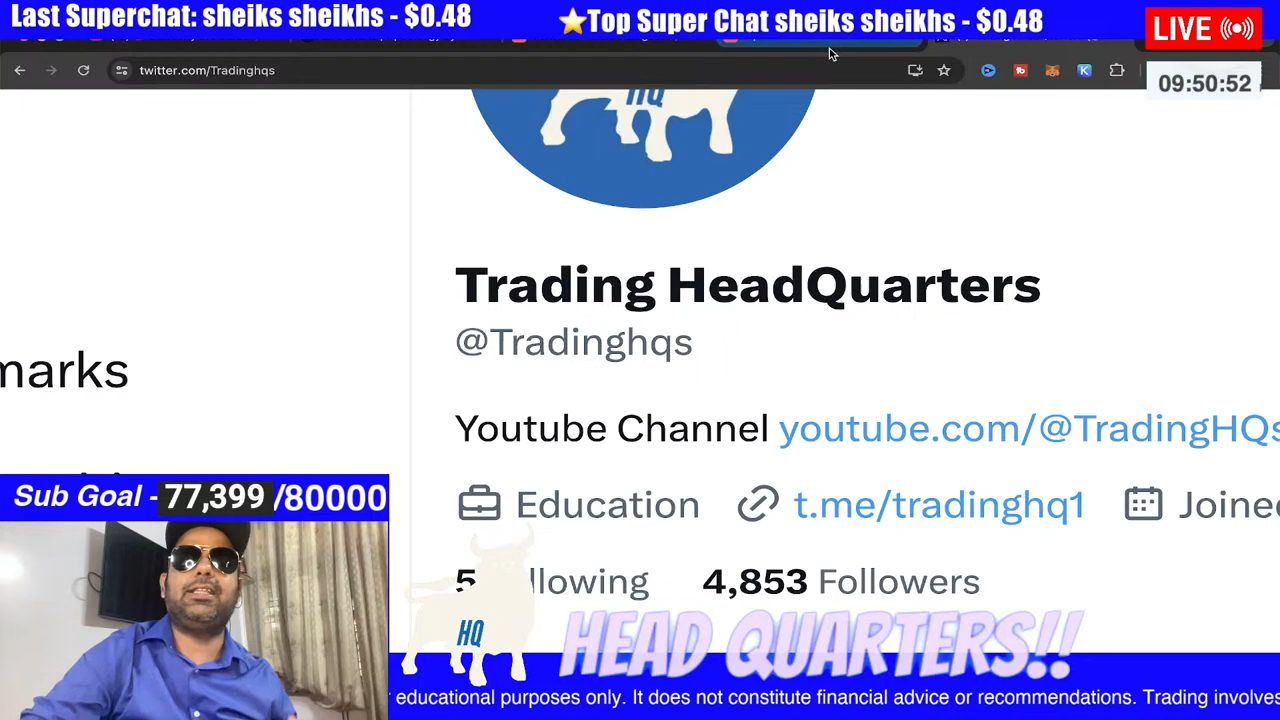 Last Superchat: sheiks sheikhs - $0.48
⭐Top Super Chat sheiks sheikhs - $0.48
LIVE
twitter.com/Tradinghqs
09:50:52
HQ
Trading HeadQuarters
@Tradinghqs
marks
Youtube Channel youtube.com/@TradingHQs
Education t.me/tradinghq1 Joined
Sub Goal - 77,399 /80000
5 llowing 4,853 Followers
HQ
HEAD QUARTERS!!
educational purposes only. It does not constitute financial advice or recommendations. Trading involves